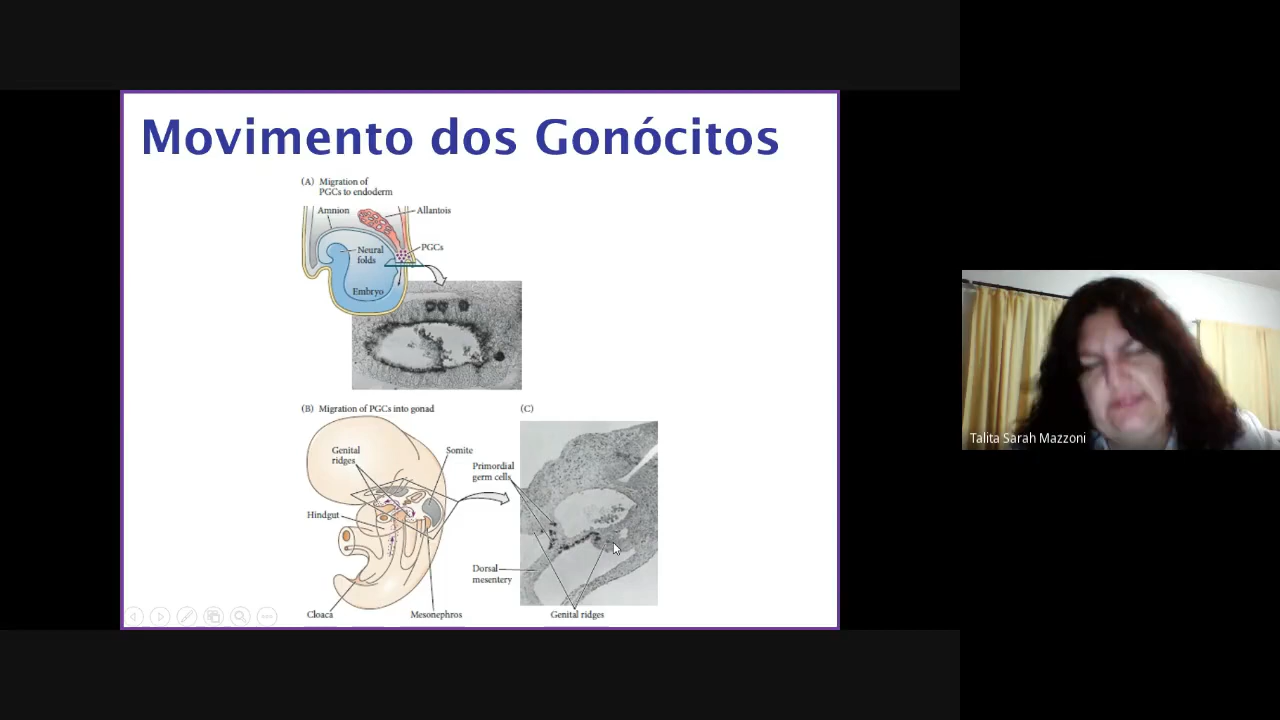 Movimento dos Gonócitos
(A) Migration of
PGCs to endoderm
Amnion
Allantois
PGCs
Neural
folds
Embryo
(B) Migration of PGCs into gonad
(C)
Genital
ridges
Somite
Primordial
germ cells
Hindgut
Dorsal
mesentery
Cloaca
Mesonephros
Genital ridges
Talita Sarah Mazzoni